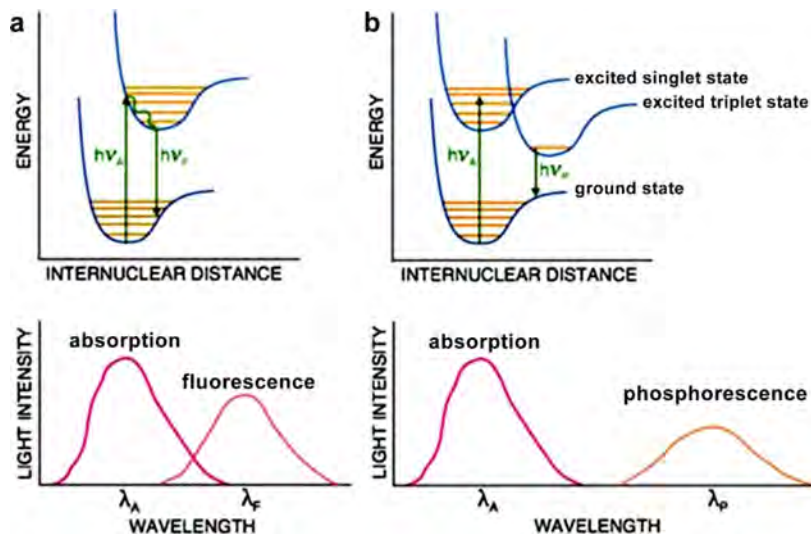 a
ENERGY
hνA
hνF
INTERNUCLEAR DISTANCE
b
ENERGY
hνA
hνP
excited singlet state
excited triplet state
ground state
INTERNUCLEAR DISTANCE
LIGHT INTENSITY
absorption
fluorescence
λA
λF
WAVELENGTH
LIGHT INTENSITY
absorption
phosphorescence
λA
λP
WAVELENGTH